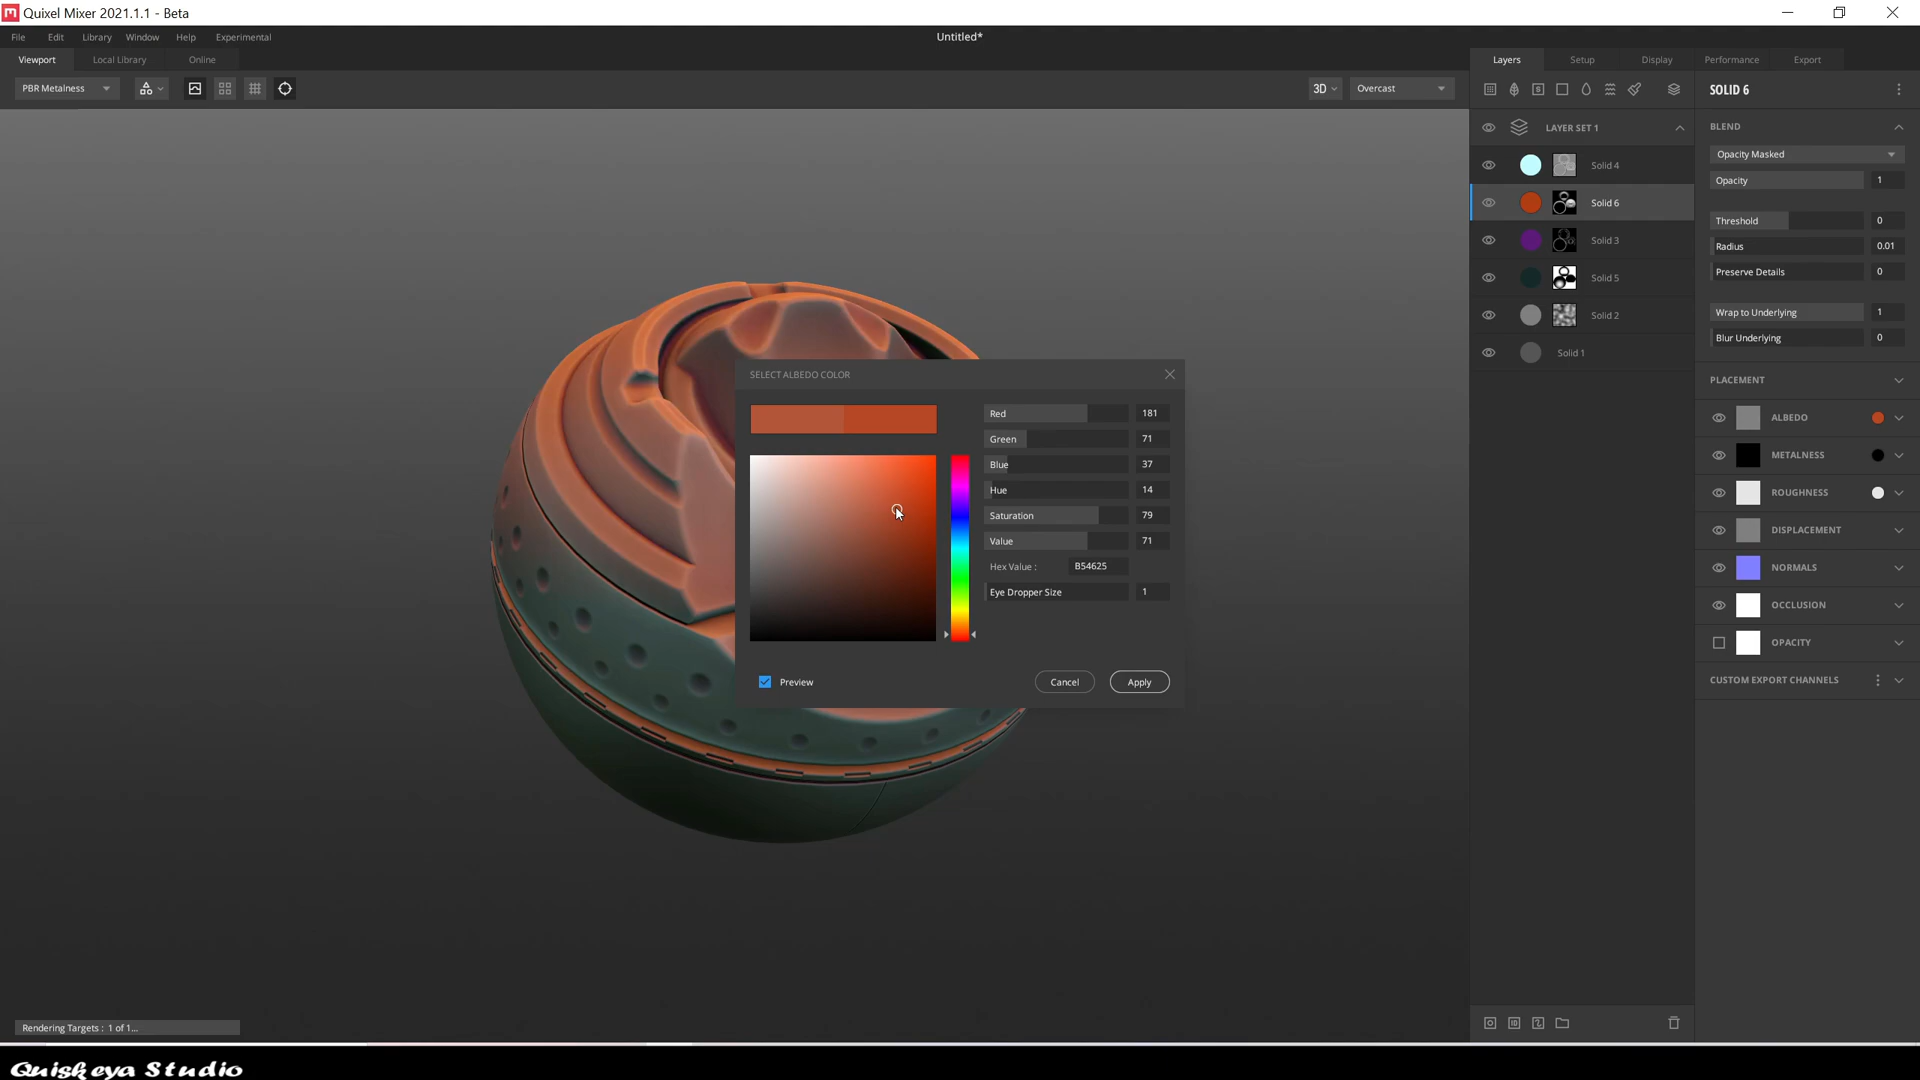 Quixel Mixer 2021.1.1 - Beta
File Edit Library Window Help Experimental Untitled*
Viewport Local Library Online Layers Setup Display Performance Export
PBR Metalness 3D Overcast SOLID 6
LAYER SET 1 BLEND
Solid 4 Opacity Masked
Opacity 1
Solid 6
Threshold 0
Solid 3 Radius 0.01
Solid 5 Preserve Details 0
Solid 2 Wrap to Underlying 1
Blur Underlying 0
Solid 1
SELECT ALBEDO COLOR PLACEMENT
Red 181 ALBEDO
Green 71
Blue 37 METALNESS
Hue 14 ROUGHNESS
Saturation 79
Value 71 DISPLACEMENT
Hex Value : B54625 NORMALS
Eye Dropper Size 1 OCCLUSION
OPACITY
Preview Cancel Apply CUSTOM EXPORT CHANNELS
Rendering Targets : 1 of 1...
Quiskeya Studio